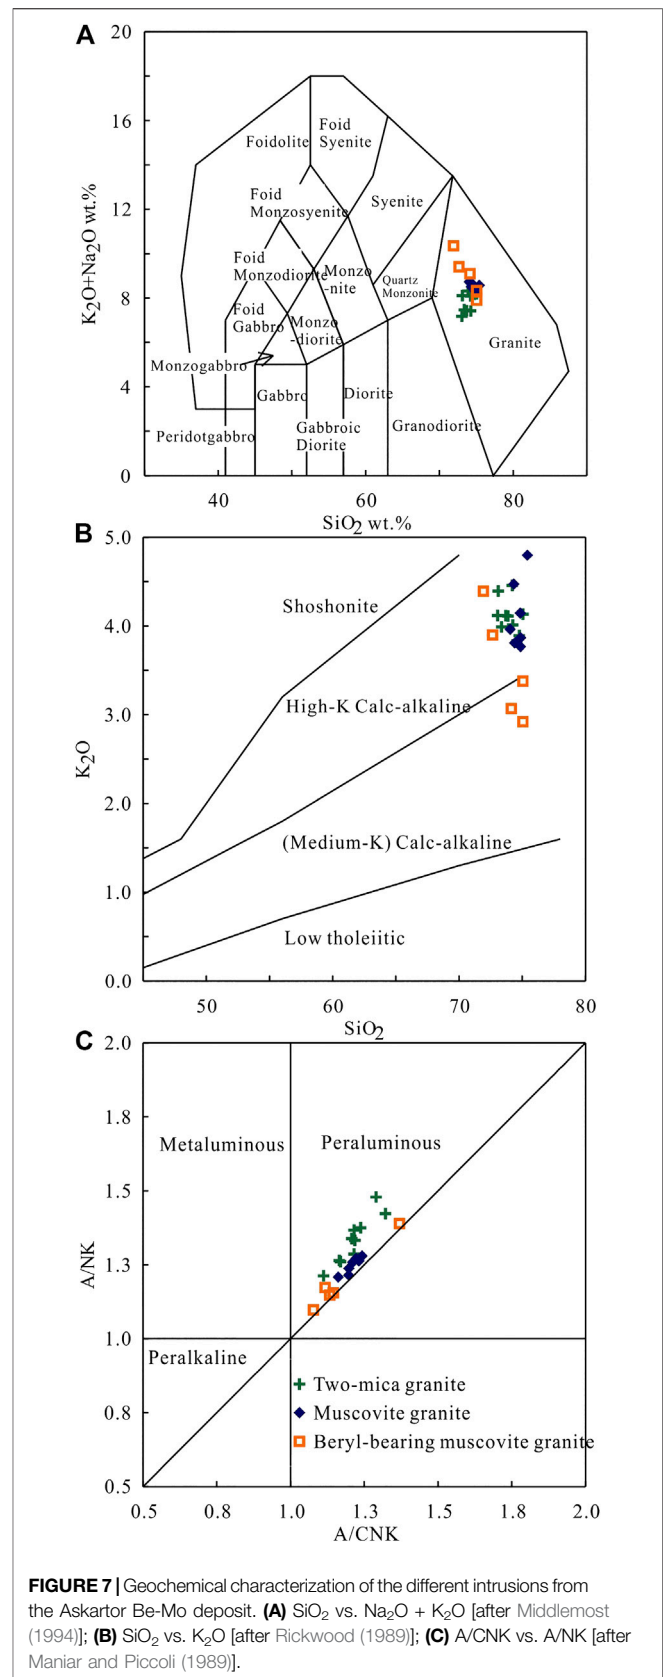 A
20
16
12
8
4
0
K2O+Na2O wt.%
Foidolite
Foid
Syenite
Foid
Monzosyenite
Syenite
Foid
Monzodiorite
Monzo
-nite
Quartz
Monzonite
Foid
Gabbro
Monzo
-diorite
Granite
Monzogabbro
Gabbro
Diorite
Peridotgabbro
Gabbroic
Diorite
Granodiorite
40 60 80
SiO2 wt.%
B
5.0
4.0
3.0
2.0
1.0
0.0
K2O
Shoshonite
High-K Calc-alkaline
(Medium-K) Calc-alkaline
Low tholeiitic
50 60 70 80
SiO2
C
2.0
1.8
1.5
1.3
1.0
0.8
0.5
A/NK
Metaluminous
Peraluminous
Peralkaline
Two-mica granite
Muscovite granite
Beryl-bearing muscovite granite
0.5 0.8 1.0 1.3 1.5 1.8 2.0
A/CNK
FIGURE 7 | Geochemical characterization of the different intrusions from
the Askartor Be-Mo deposit. (A) SiO2 vs. Na2O + K2O [after Middlemost
(1994)]; (B) SiO2 vs. K2O [after Rickwood (1989)]; (C) A/CNK vs. A/NK [after
Maniar and Piccoli (1989)].